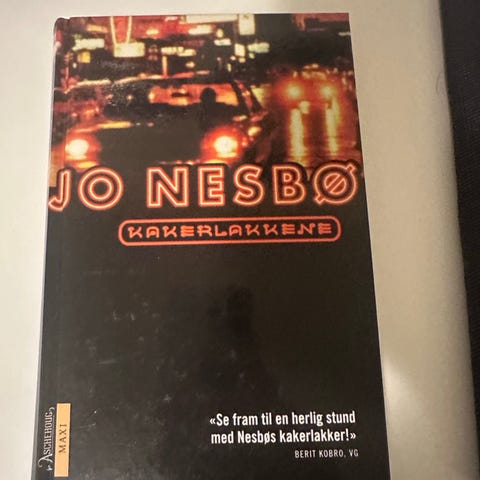 JO NESBØ
KAKERLAKKENE
«Se fram til en herlig stund
med Nesbøs kakerlakker!»
BERIT KOBRO, VG
ASCHEHOUG
MAXI